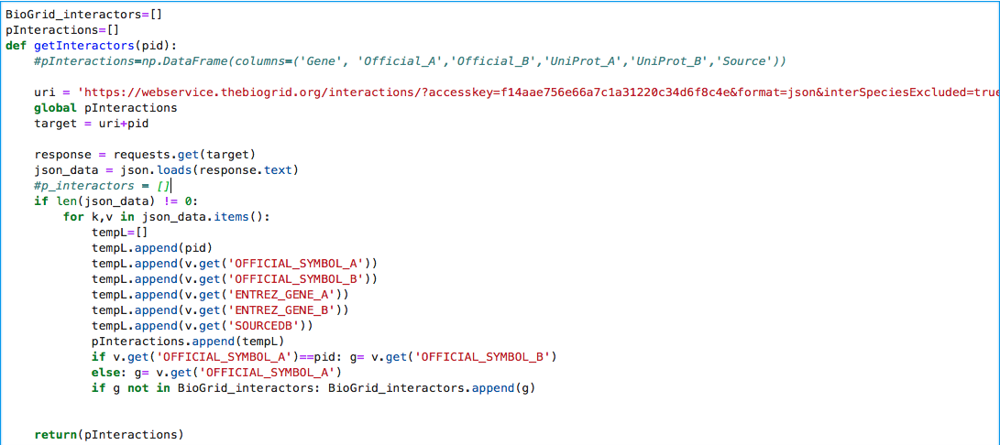 BioGrid_interactors=[]
pInteractions=[]
def getInteractors(pid):
    #pInteractions=np.DataFrame(columns=('Gene', 'Official_A','Official_B','UniProt_A','UniProt_B','Source'))
    uri = 'https://webservice.thebiogrid.org/interactions/?accesskey=f14aae756e66a7c1a31220c34d6f8c4e&format=json&interSpeciesExcluded=true
    global pInteractions
    target = uri+pid
    response = requests.get(target)
    json_data = json.loads(response.text)
    #p_interactors = []
    if len(json_data) != 0:
        for k,v in json_data.items():
            tempL=[]
            tempL.append(pid)
            tempL.append(v.get('OFFICIAL_SYMBOL_A'))
            tempL.append(v.get('OFFICIAL_SYMBOL_B'))
            tempL.append(v.get('ENTREZ_GENE_A'))
            tempL.append(v.get('ENTREZ_GENE_B'))
            tempL.append(v.get('SOURCEDB'))
            pInteractions.append(tempL)
            if v.get('OFFICIAL_SYMBOL_A')==pid: g= v.get('OFFICIAL_SYMBOL_B')
            else: g= v.get('OFFICIAL_SYMBOL_A')
            if g not in BioGrid_interactors: BioGrid_interactors.append(g)
    return(pInteractions)